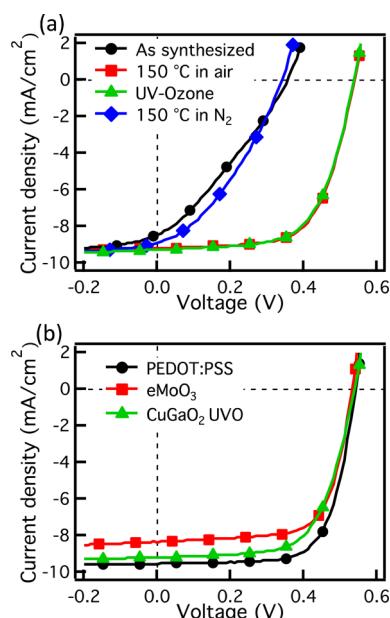 (a)
2
0
-2
-4
-6
-8
-10
Current density (mA/cm²)
As synthesized
150 °C in air
UV-Ozone
150 °C in N₂
-0.2 0.0 0.2 0.4 0.6
Voltage (V)
(b)
2
0
-2
-4
-6
-8
-10
Current density (mA/cm²)
PEDOT:PSS
eMoO₃
CuGaO₂ UVO
-0.2 0.0 0.2 0.4 0.6
Voltage (V)